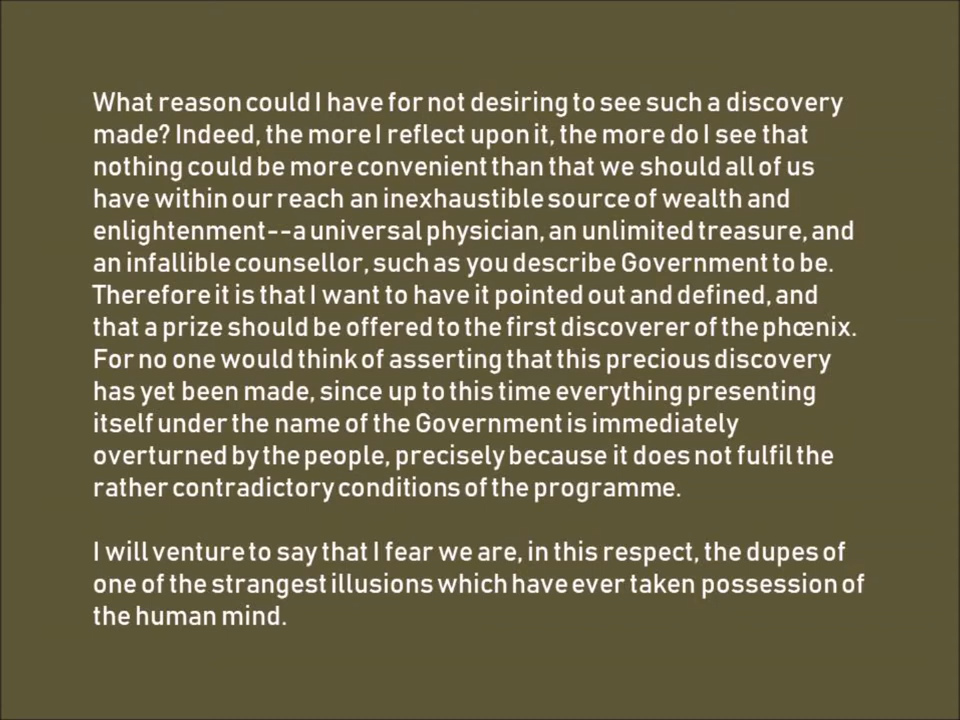 What reason could I have for not desiring to see such a discovery
made? Indeed, the more I reflect upon it, the more do I see that
nothing could be more convenient than that we should all of us
have within our reach an inexhaustible source of wealth and
enlightenment--a universal physician, an unlimited treasure, and
an infallible counsellor, such as you describe Government to be.
Therefore it is that I want to have it pointed out and defined, and
that a prize should be offered to the first discoverer of the phœnix.
For no one would think of asserting that this precious discovery
has yet been made, since up to this time everything presenting
itself under the name of the Government is immediately
overturned by the people, precisely because it does not fulfil the
rather contradictory conditions of the programme.

I will venture to say that I fear we are, in this respect, the dupes of
one of the strangest illusions which have ever taken possession of
the human mind.